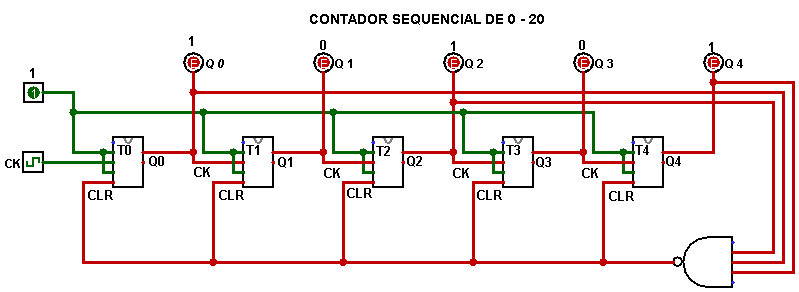 CONTADOR SEQUENCIAL DE 0 - 20
1 0 1 0 1
Q 0 Q 1 Q 2 Q 3 Q 4
1
1
T0 T1 T2 T3 T4
CK Q0 Q1 Q2 Q3 Q4
CK CK CK CK
CLR CLR CLR CLR CLR